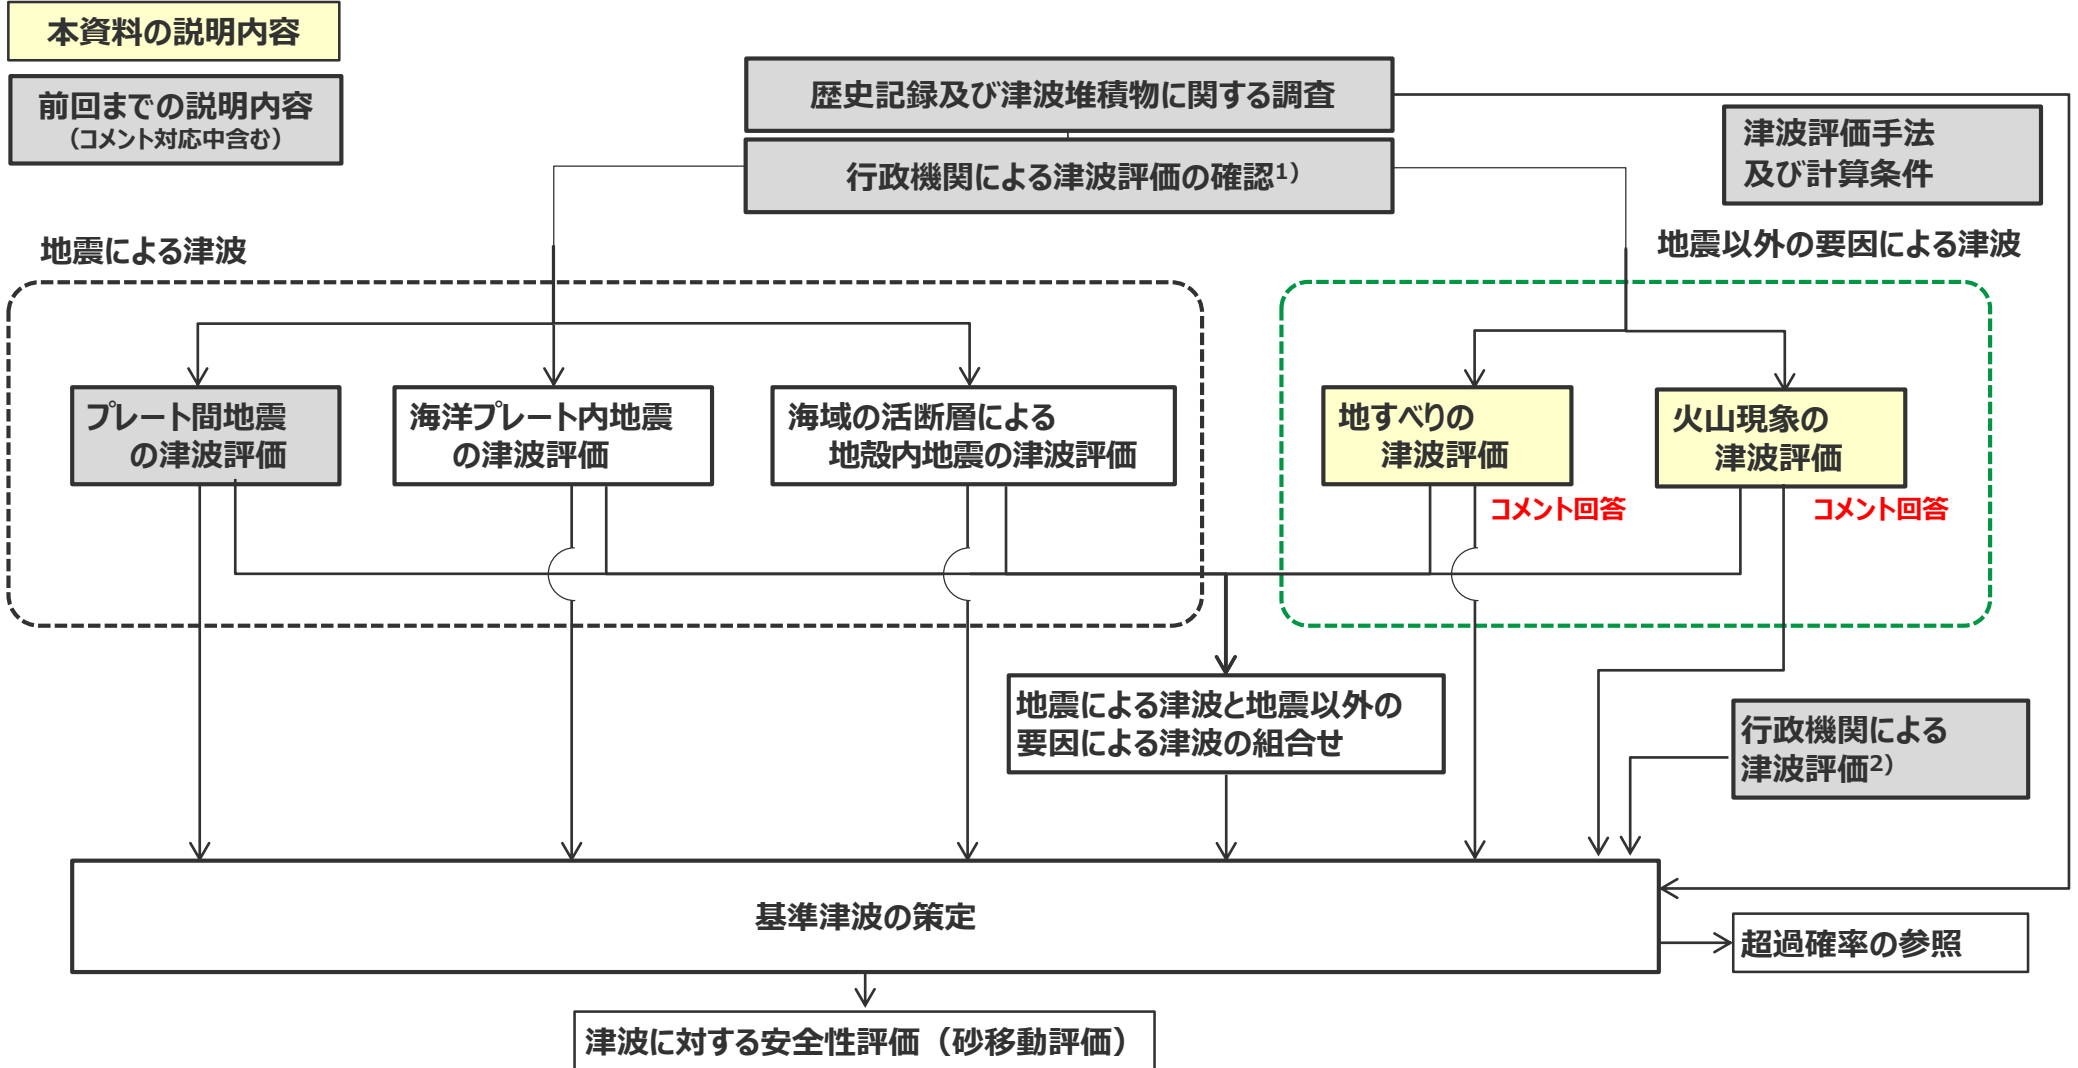 本資料の説明内容
前回までの説明内容
（コメント対応中含む）
歴史記録及び津波堆積物に関する調査
行政機関による津波評価の確認1）
津波評価手法
及び計算条件
地震による津波
地震以外の要因による津波
プレート間地震
の津波評価
海洋プレート内地震
の津波評価
海域の活断層による
地殻内地震の津波評価
地すべりの
津波評価
火山現象の
津波評価
コメント回答
コメント回答
地震による津波と地震以外の
要因による津波の組合せ
行政機関による
津波評価2）
基準津波の策定
超過確率の参照
津波に対する安全性評価（砂移動評価）